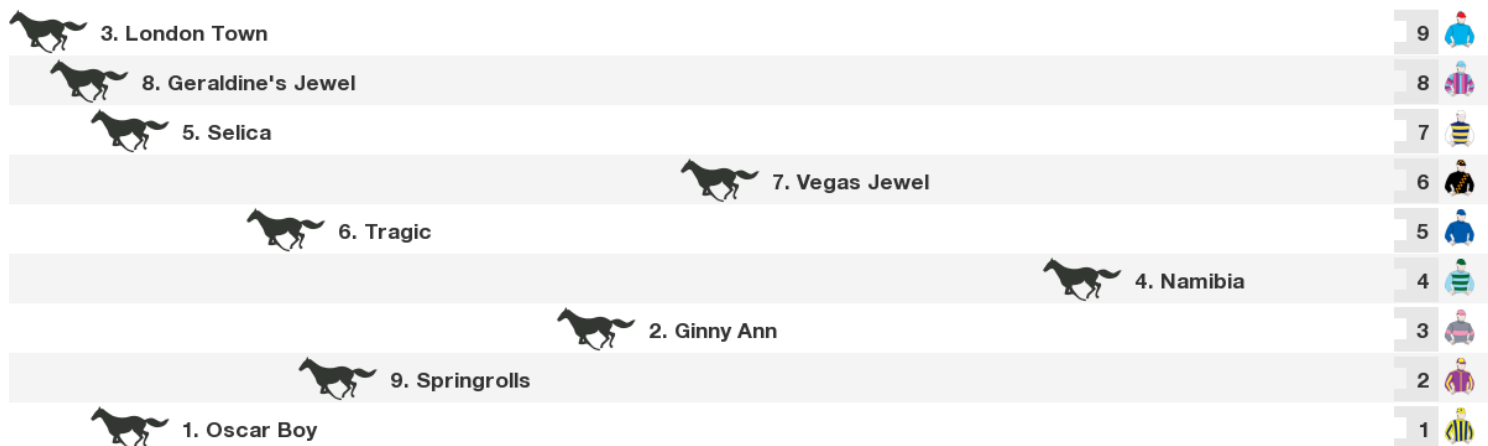 3. London Town 9
8. Geraldine's Jewel 8
5. Selica 7
7. Vegas Jewel 6
6. Tragic 5
4. Namibia 4
2. Ginny Ann 3
9. Springrolls 2
1. Oscar Boy 1